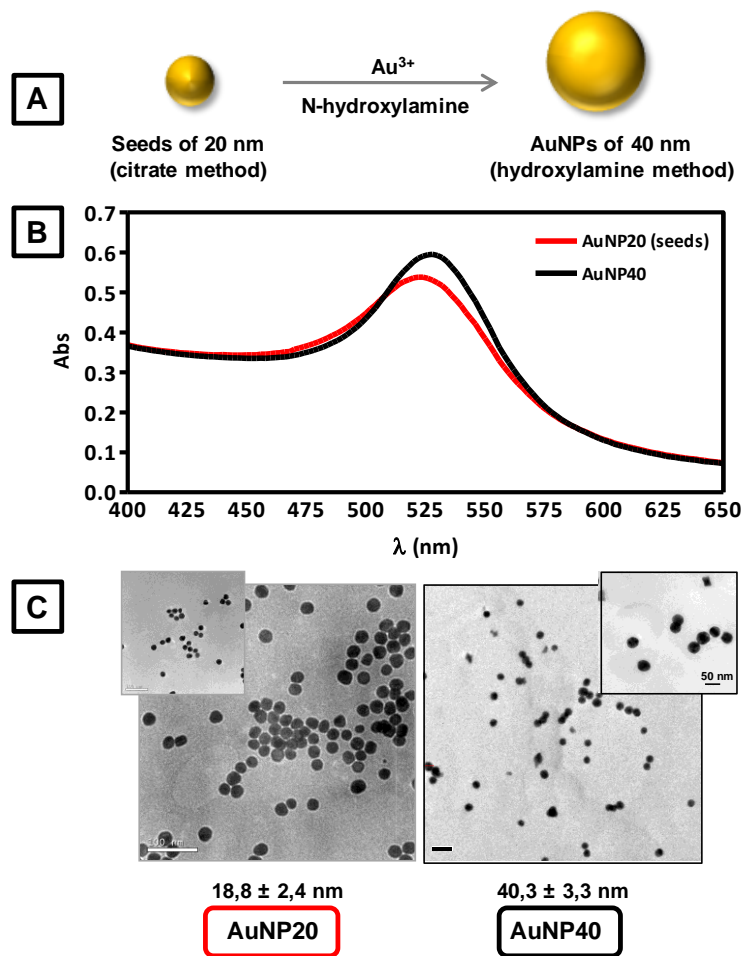 A
Au³⁺
N-hydroxylamine
Seeds of 20 nm
(citrate method)
AuNPs of 40 nm
(hydroxylamine method)
B
0.7
0.6
0.5
0.4
0.3
0.2
0.1
0.0
Abs
AuNP20 (seeds)
AuNP40
400 425 450 475 500 525 550 575 600 625 650
λ (nm)
C
50 nm
18,8 ± 2,4 nm
40,3 ± 3,3 nm
AuNP20
AuNP40